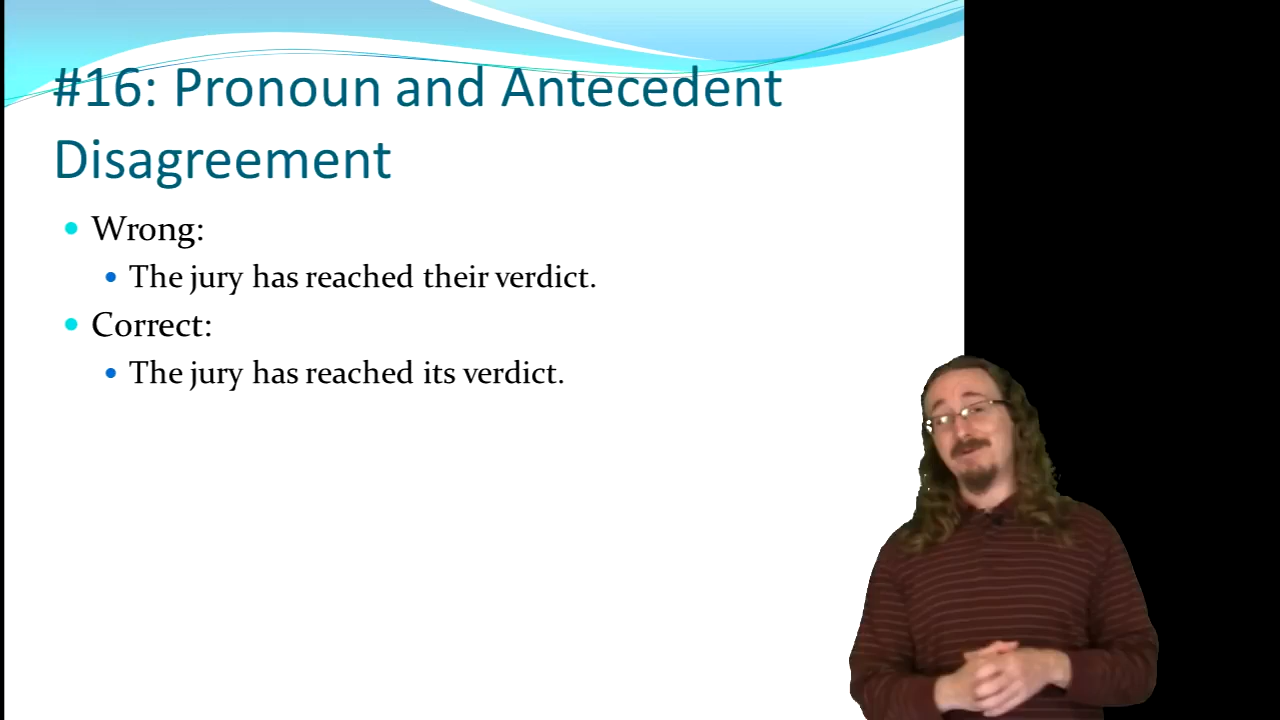 #16: Pronoun and Antecedent
Disagreement
Wrong:
The jury has reached their verdict.
Correct:
The jury has reached its verdict.